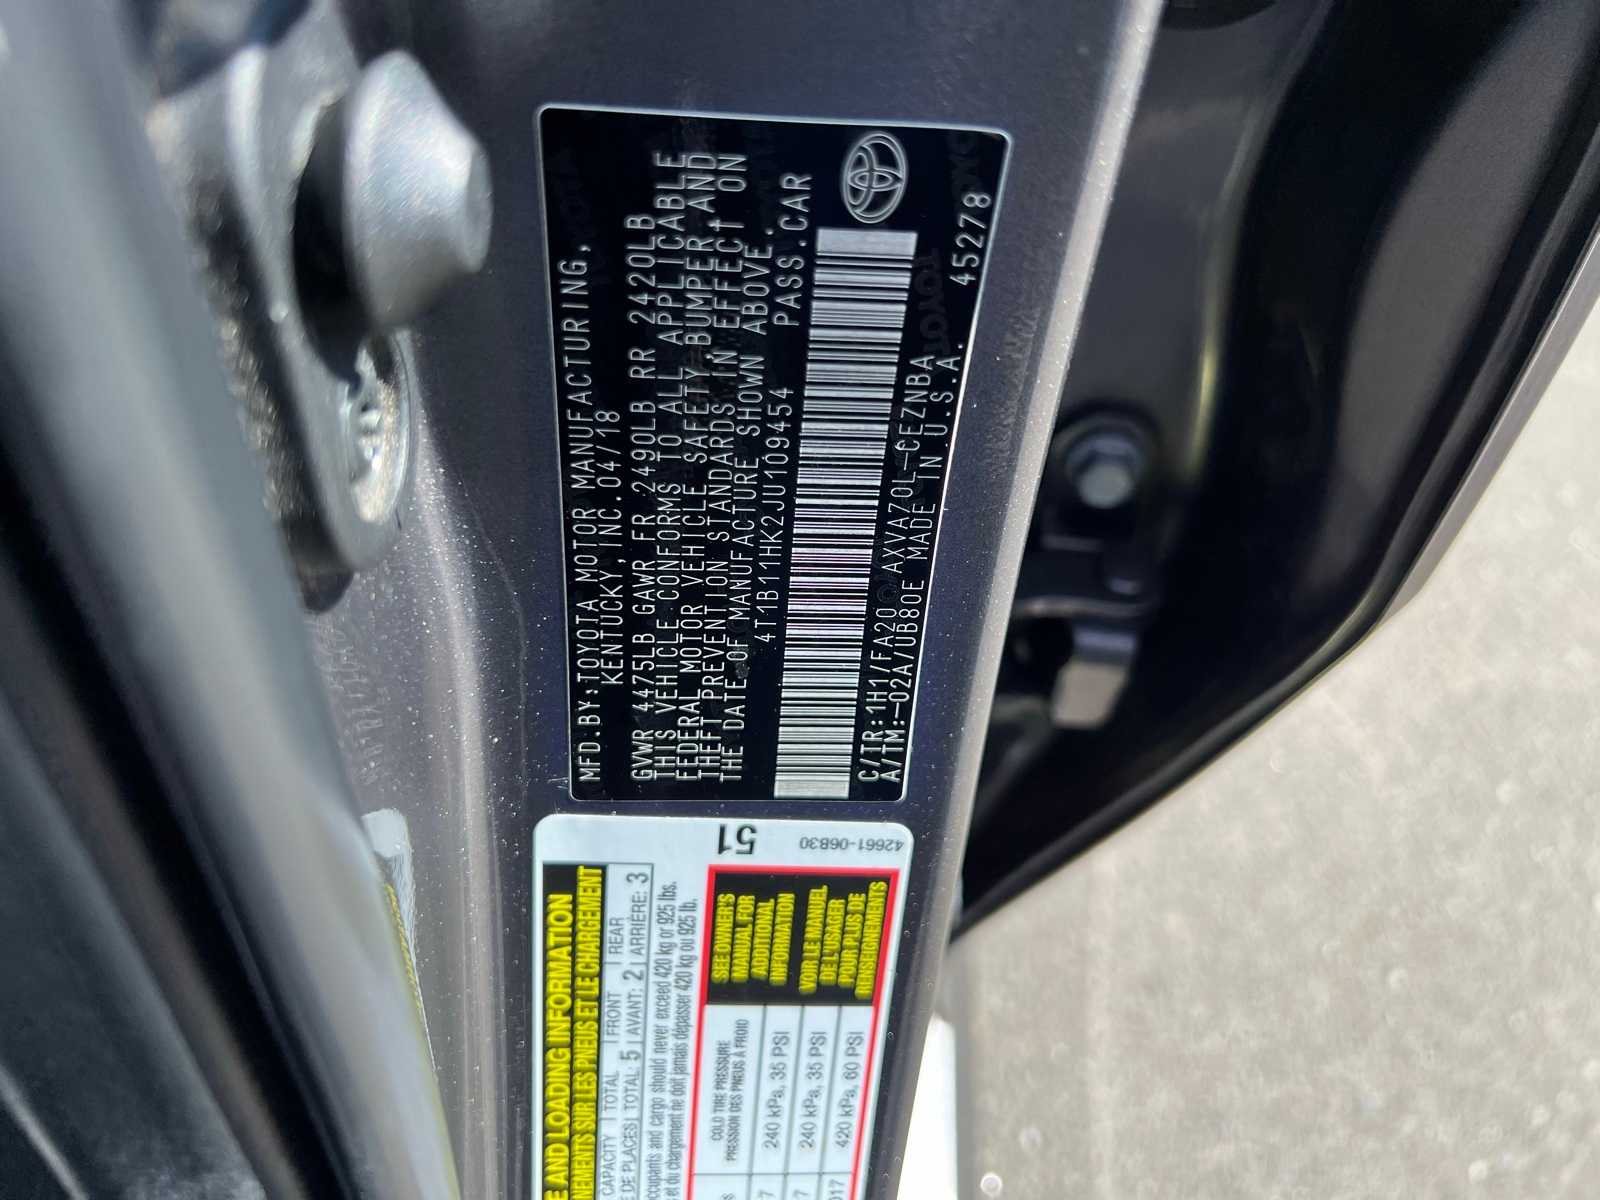 MFD.BY:TOYOTA MOTOR MANUFACTURING,
KENTUCKY,INC. 04/18
GVWR 4475LB GAWR FR 2490LB RR 2420LB
THIS VEHICLE CONFORMS TO ALL APPLICABLE
FEDERAL MOTOR VEHICLE SAFETY,BUMPER,AND
THEFT PREVENTION STANDARDS IN EFFECT ON
THE DATE OF MANUFACTURE SHOWN ABOVE.
4T1B11HK2JU109454 PASS.CAR
C/TR:1H1/FA20 AXVA70L-CEZNBA
A/TM:-02A/UB80E MADE IN U.S.A. 45278
51
42661-06B30
E AND LOADING INFORMATION
NEMENTS SUR LES PNEUS ET LE CHARGEMENT
CAPACITY TOTAL FRONT REAR
E DE PLACES TOTAL: 5 AVANT: 2 ARRIÈRE: 3
occupants and cargo should never exceed 420 kg or 925 lbs.
et du chargement ne doit jamais dépasser 420 kg ou 925 lb.
COLD TIRE PRESSURE
PRESSION DES PNEUS À FROID
240 kPa, 35 PSI
240 kPa, 35 PSI
420 kPa, 60 PSI
SEE OWNER'S
MANUAL FOR
ADDITIONAL
INFORMATION
VOIR LE MANUEL
DE L'USAGER
POUR PLUS DE
RENSEIGNEMENTS